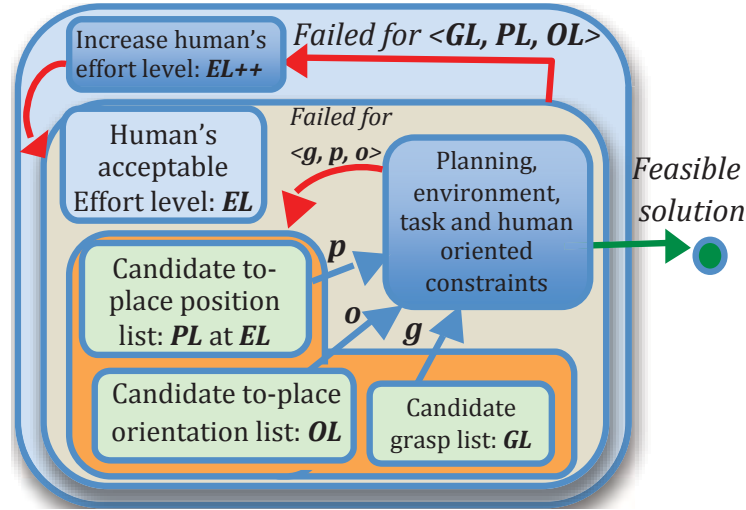 Increase human's
effort level: EL++
Failed for <GL, PL, OL>
Human's
acceptable
Effort level: EL
Failed for
<g, p, o>
Planning,
environment,
task and human
oriented
constraints
Feasible
solution
Candidate to-
place position
list: PL at EL
p
o
g
Candidate to-place
orientation list: OL
Candidate
grasp list: GL